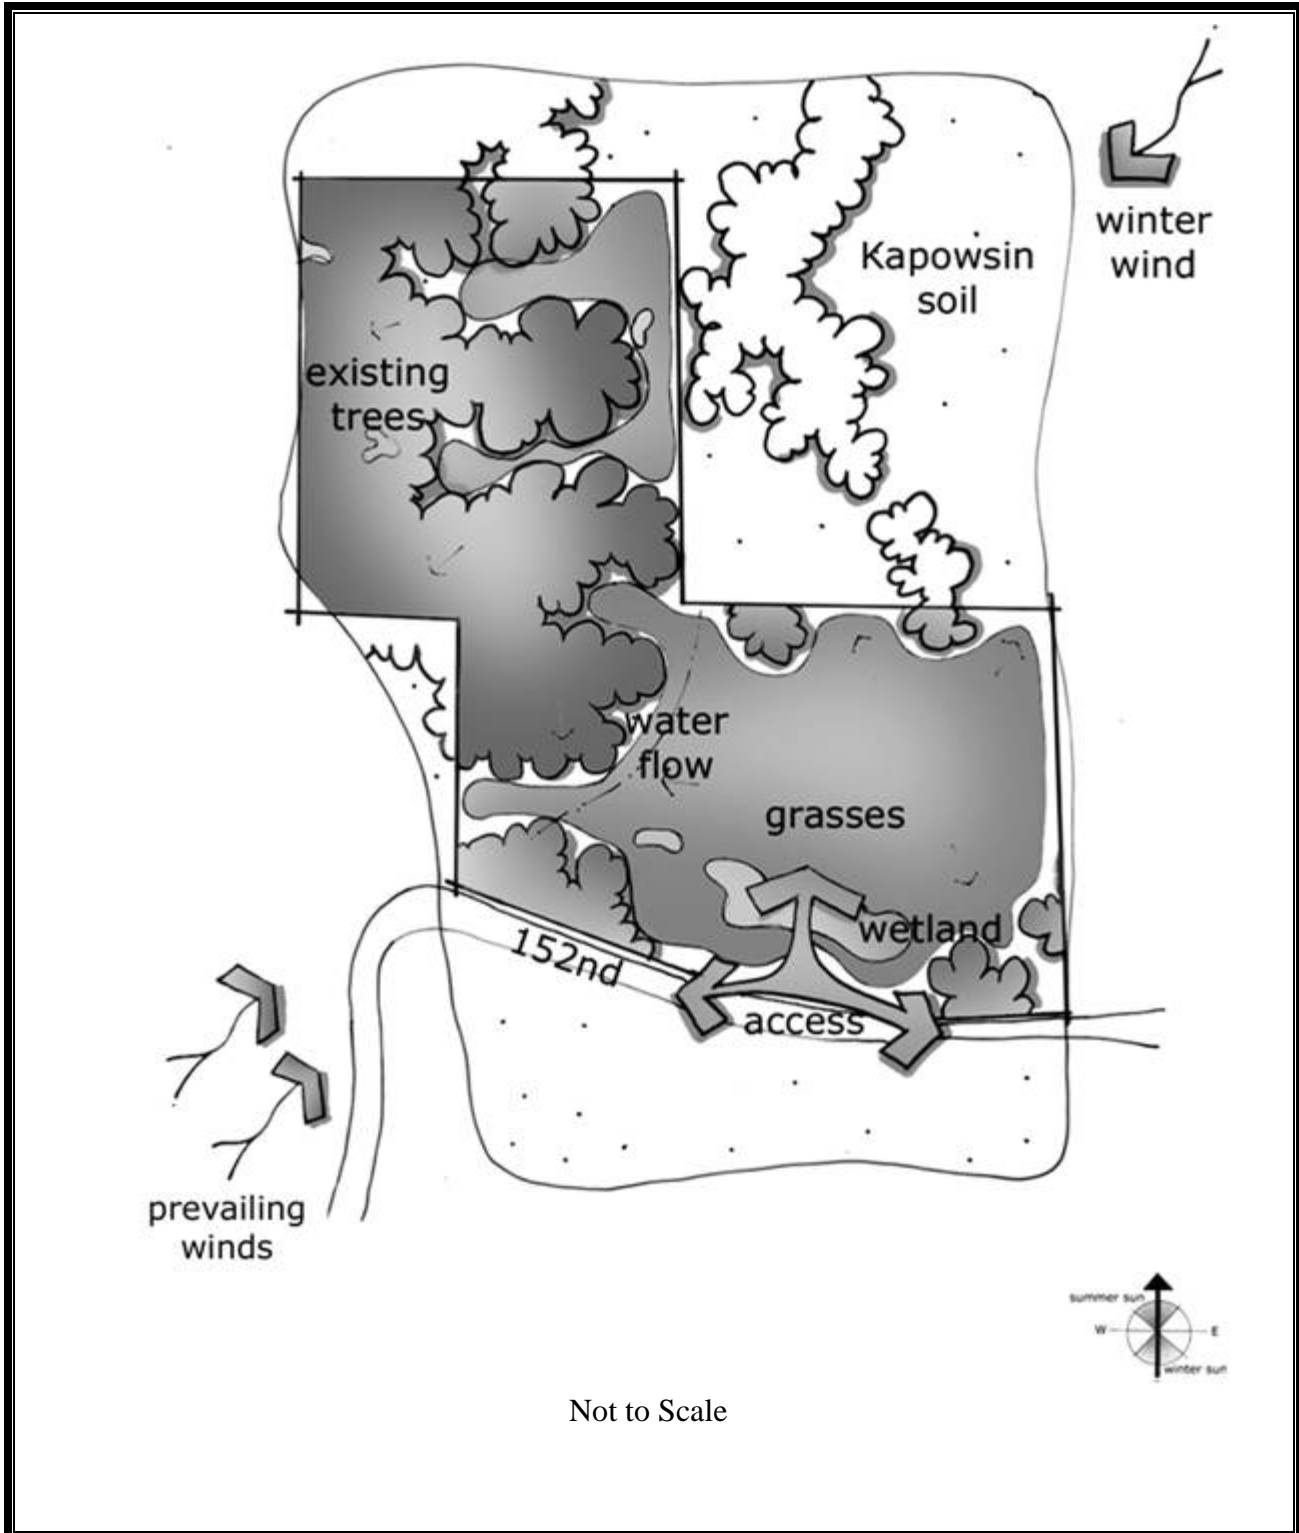 winter
wind
Kapowsin
soil
existing
trees
water
flow
grasses
wetland
152nd
access
prevailing
winds
summer sun
W
E
winter sun
Not to Scale